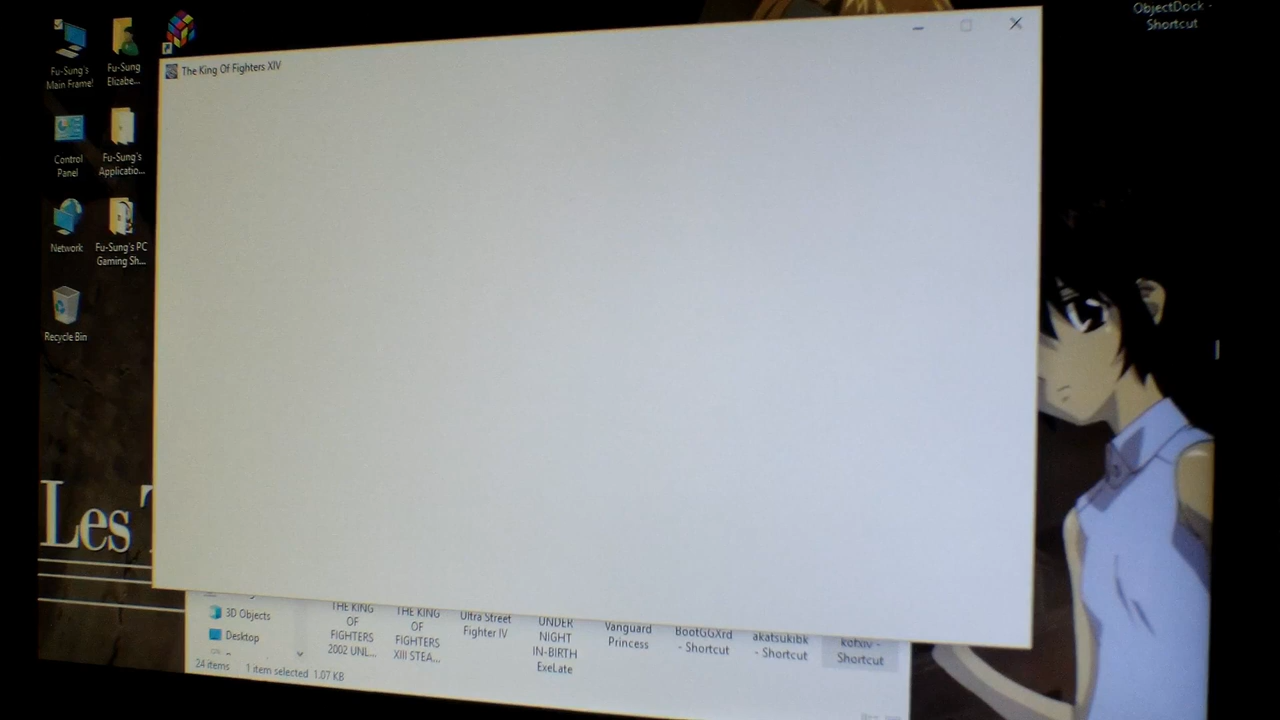 ObjectDock -
Shortcut
Fu-Sung's
Main Frame!
Fu-Sung
Elizabe...
The King Of Fighters XIV
Control
Panel
Fu-Sung's
Applicatio...
Network
Fu-Sung's PC
Gaming Sh...
Recycle Bin
Les
3D Objects
Desktop
THE KING
OF
FIGHTERS
2002 UNL...
THE KING
OF
FIGHTERS
XIII STEA...
Ultra Street
Fighter IV
UNDER
NIGHT
IN-BIRTH
ExeLate
Vanguard
Princess
BootGGXrd
- Shortcut
akatsukibk
- Shortcut
kofxiv -
Shortcut
24 items
1 item selected 1.07 KB